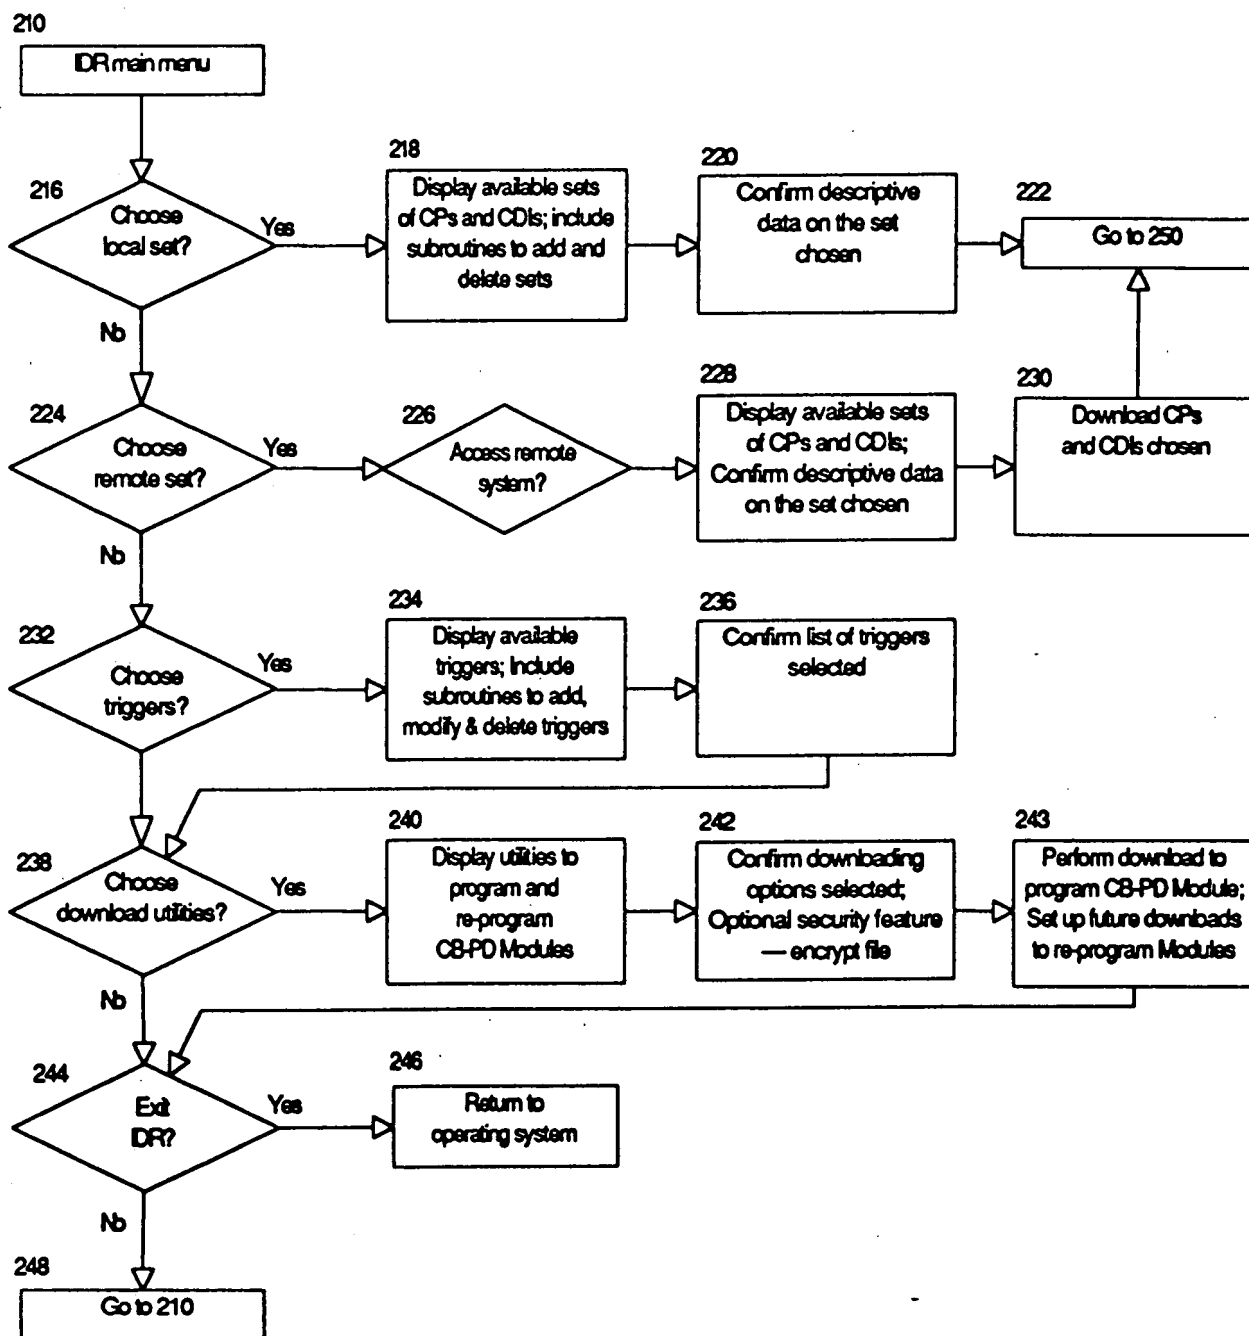 210
IDR main menu
216
Choose
local set?
Yes
No
218
Display available sets
of CPs and CDIs; include
subroutines to add and
delete sets
220
Confirm descriptive
data on the set
chosen
222
Go to 250
224
Choose
remote set?
Yes
No
226
Access remote
system?
228
Display available sets
of CPs and CDIs;
Confirm descriptive data
on the set chosen
230
Download CPs
and CDIs chosen
232
Choose
triggers?
Yes
234
Display available
triggers; Include
subroutines to add,
modify & delete triggers
236
Confirm list of triggers
selected
238
Choose
download utilities?
Yes
No
240
Display utilities to
program and
re-program
CB-PD Modules
242
Confirm downloading
options selected;
Optional security feature
— encrypt file
243
Perform download to
program CB-PD Module;
Set up future downloads
to re-program Modules
244
Exit
IDR?
Yes
No
246
Return to
operating system
248
Go to 210